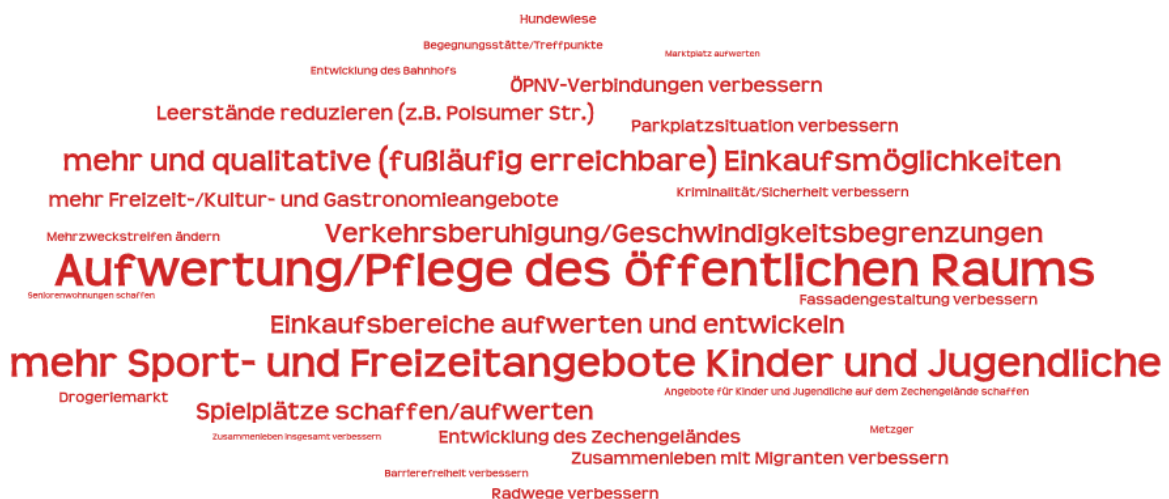 Hundewiese
Begegnungsstätte/Treffpunkte
Marktplatz aufwerten
Entwicklung des Bahnhofs
ÖPNV-Verbindungen verbessern
Leerstände reduzieren (z.B. Polsumer Str.)
Parkplatzsituation verbessern
mehr und qualitative (fußläufig erreichbare) Einkaufsmöglichkeiten
mehr Freizeit-/Kultur- und Gastronomieangebote
Kriminalität/Sicherheit verbessern
Mehrzweckstreifen ändern
Verkehrsberuhigung/Geschwindigkeitsbegrenzungen
Aufwertung/Pflege des öffentlichen Raums
Seniorenwohnungen schaffen
Fassadengestaltung verbessern
Einkaufsbereiche aufwerten und entwickeln
mehr Sport- und Freizeitangebote Kinder und Jugendliche
Drogeriemarkt
Angebote für Kinder und Jugendliche auf dem Zechengelände schaffen
Spielplätze schaffen/aufwerten
Zusammenleben insgesamt verbessern
Entwicklung des Zechengeländes
Metzger
Zusammenleben mit Migranten verbessern
Barrierefreiheit verbessern
Radwege verbessern